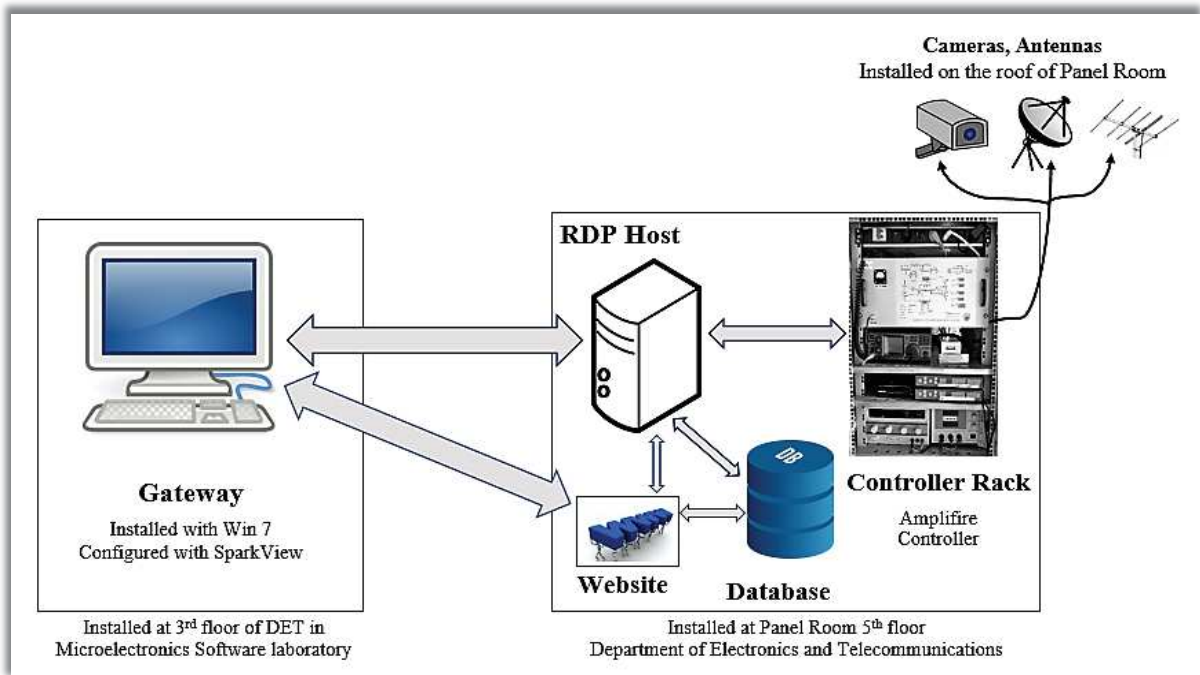 Cameras, Antennas
Installed on the roof of Panel Room
RDP Host
DB
Gateway
Installed with Win 7
Configured with SparkView
Controller Rack
Amplifire
Controller
Website
Database
Installed at 3rd floor of DET in
Microelectronics Software laboratory
Installed at Panel Room 5th floor
Department of Electronics and Telecommunications